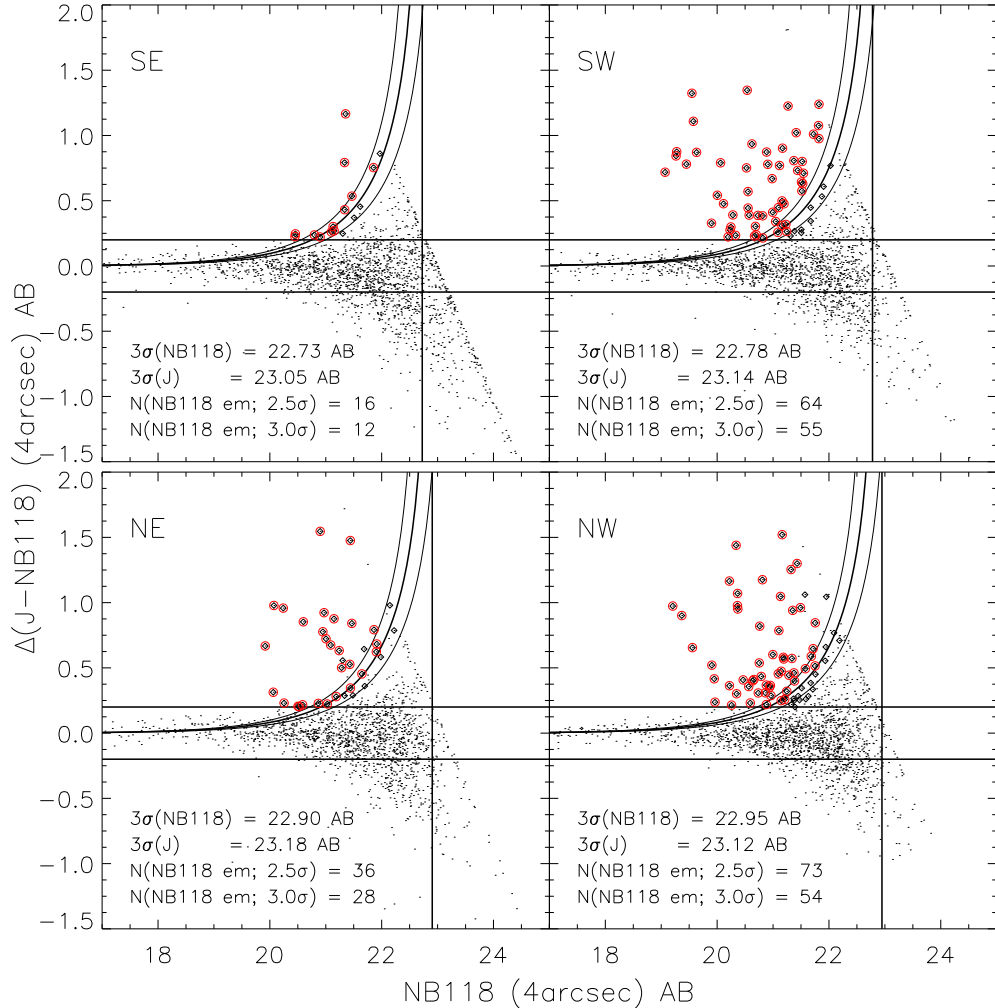 2.0
1.5
1.0
0.5
0.0
−0.5
−1.0
−1.5
SE
3σ(NB118) = 22.73 AB
3σ(J) = 23.05 AB
N(NB118 em; 2.5σ) = 16
N(NB118 em; 3.0σ) = 12
SW
3σ(NB118) = 22.78 AB
3σ(J) = 23.14 AB
N(NB118 em; 2.5σ) = 64
N(NB118 em; 3.0σ) = 55
Δ(J−NB118) (4arcsec) AB
2.0
1.5
1.0
0.5
0.0
−0.5
−1.0
−1.5
NE
3σ(NB118) = 22.90 AB
3σ(J) = 23.18 AB
N(NB118 em; 2.5σ) = 36
N(NB118 em; 3.0σ) = 28
NW
3σ(NB118) = 22.95 AB
3σ(J) = 23.12 AB
N(NB118 em; 2.5σ) = 73
N(NB118 em; 3.0σ) = 54
18 20 22 24 18 20 22 24
NB118 (4arcsec) AB